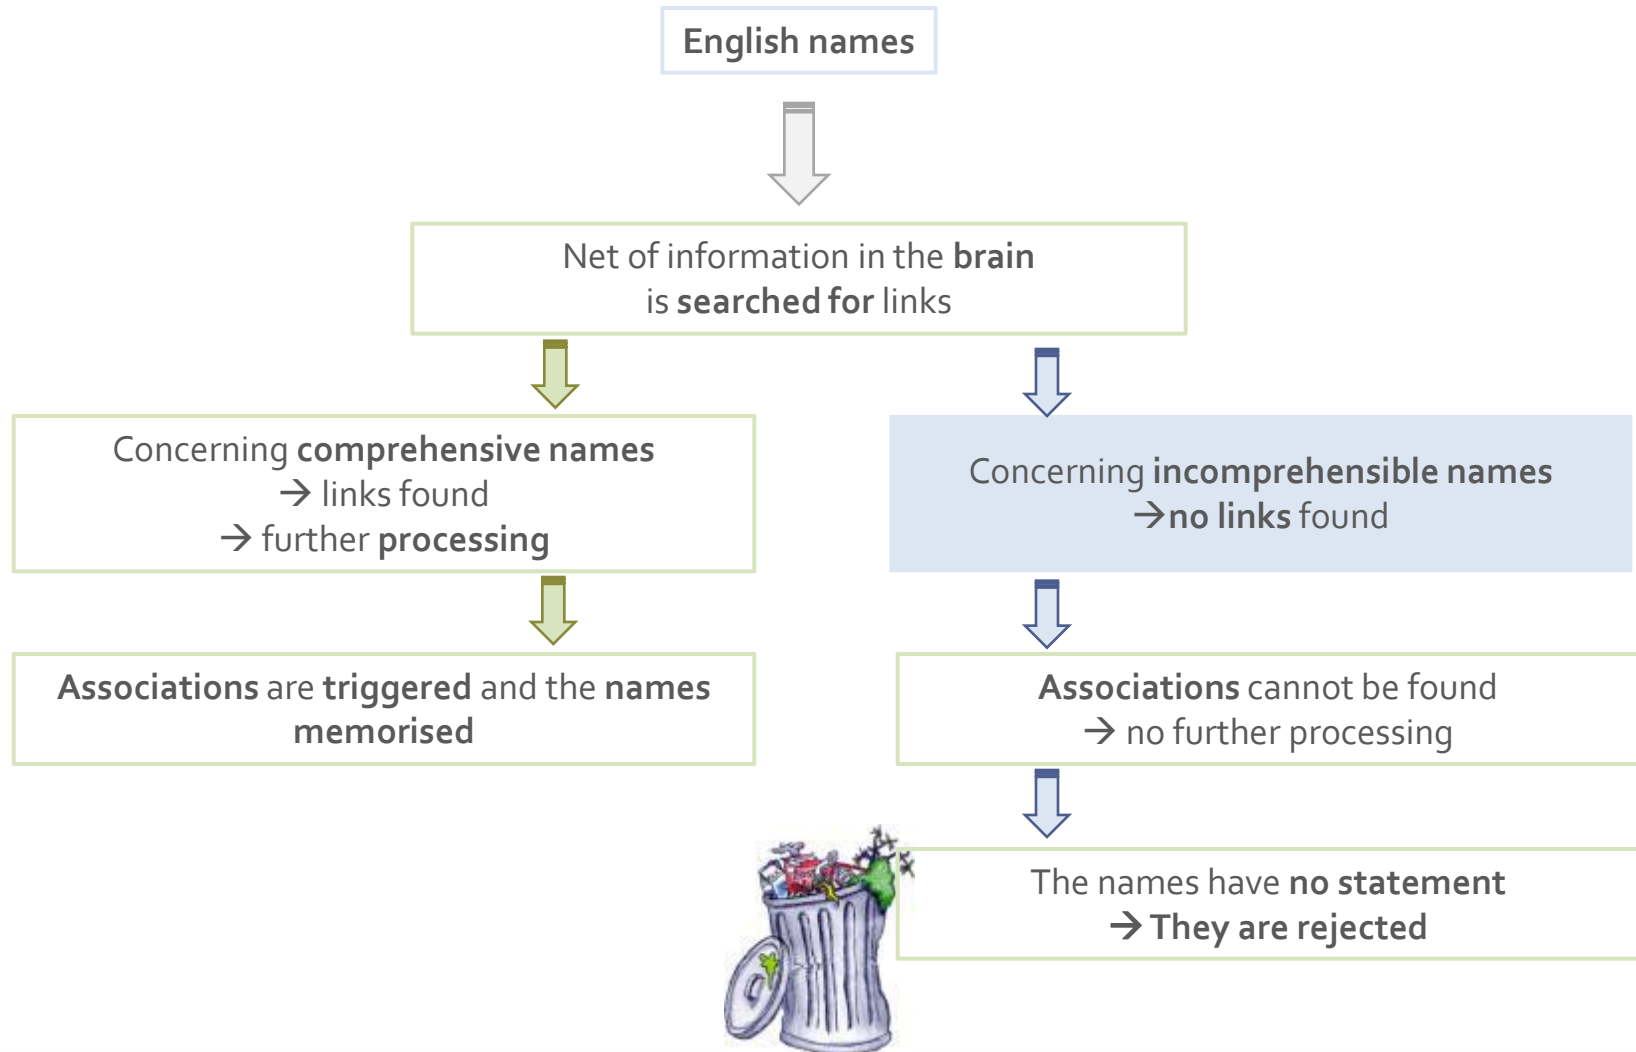 English names
Net of information in the brain
is searched for links
Concerning comprehensive names
→ links found
→ further processing
Concerning incomprehensible names
→no links found
Associations are triggered and the names
memorised
Associations cannot be found
→ no further processing
The names have no statement
→ They are rejected